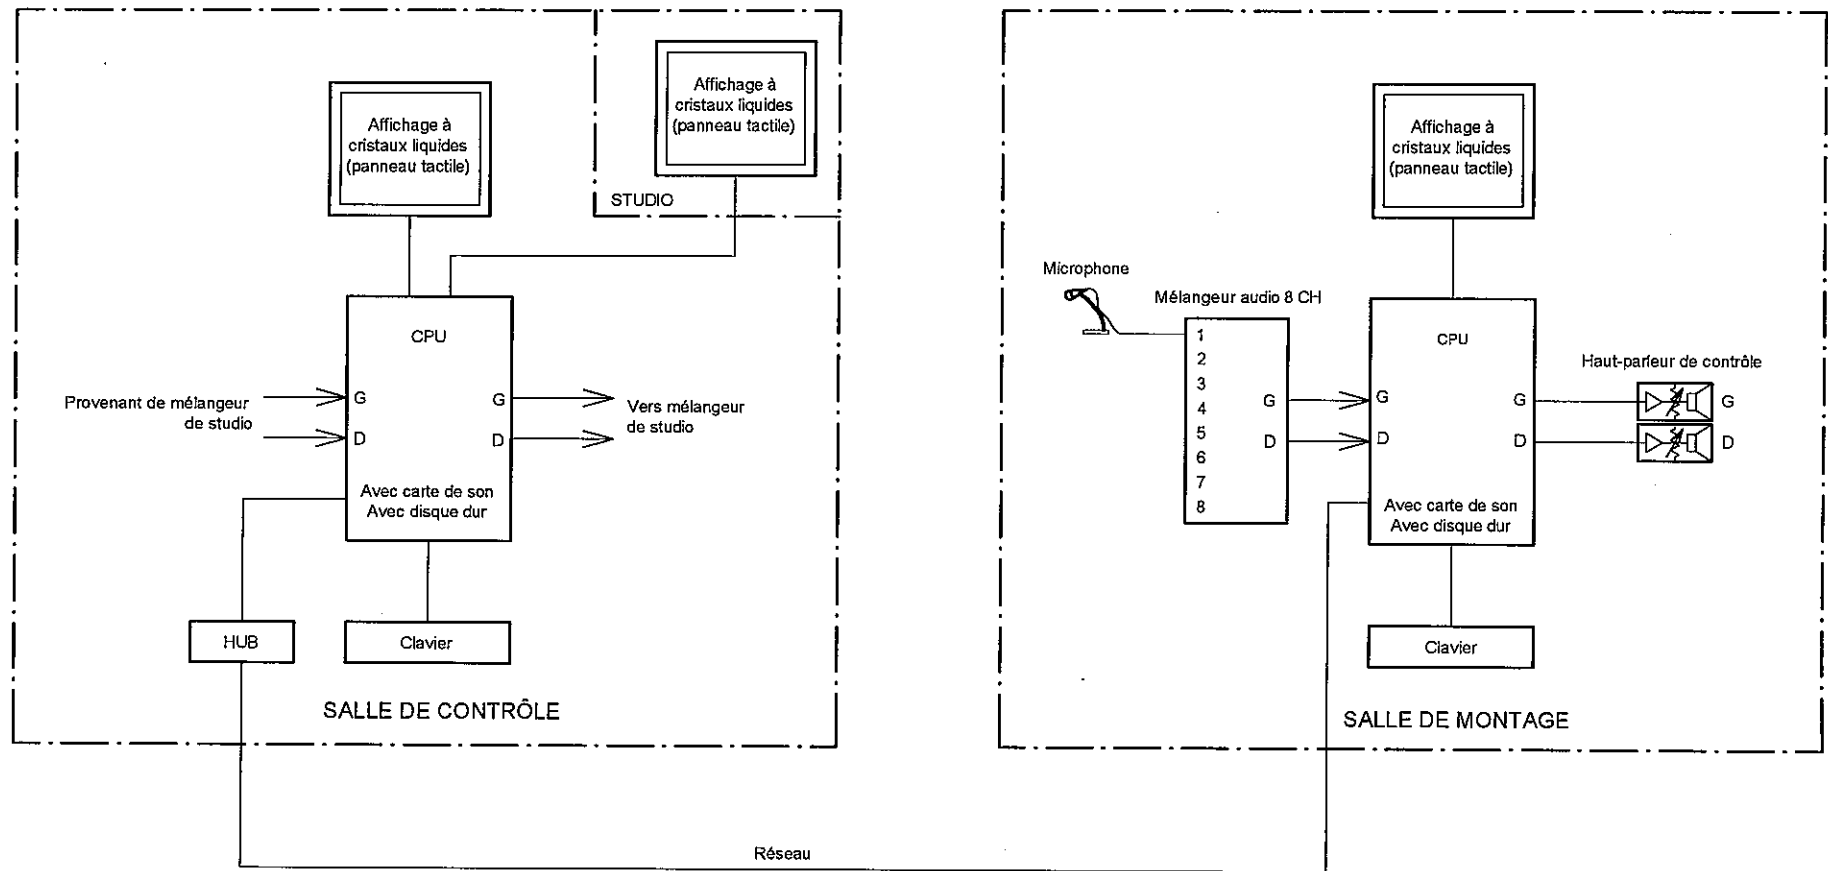 Affichage à
cristaux liquides
(panneau tactile)
Affichage à
cristaux liquides
(panneau tactile)
STUDIO
CPU
Provenant de mélangeur
de studio
G
D
G
D
Vers mélangeur
de studio
Avec carte de son
Avec disque dur
HUB
Clavier
SALLE DE CONTRÔLE
Affichage à
cristaux liquides
(panneau tactile)
Microphone
Mélangeur audio 8 CH
1
2
3
4
5
6
7
8
G
D
CPU
G
D
G
D
Avec carte de son
Avec disque dur
Haut-parleur de contrôle
G
D
Clavier
SALLE DE MONTAGE
Réseau